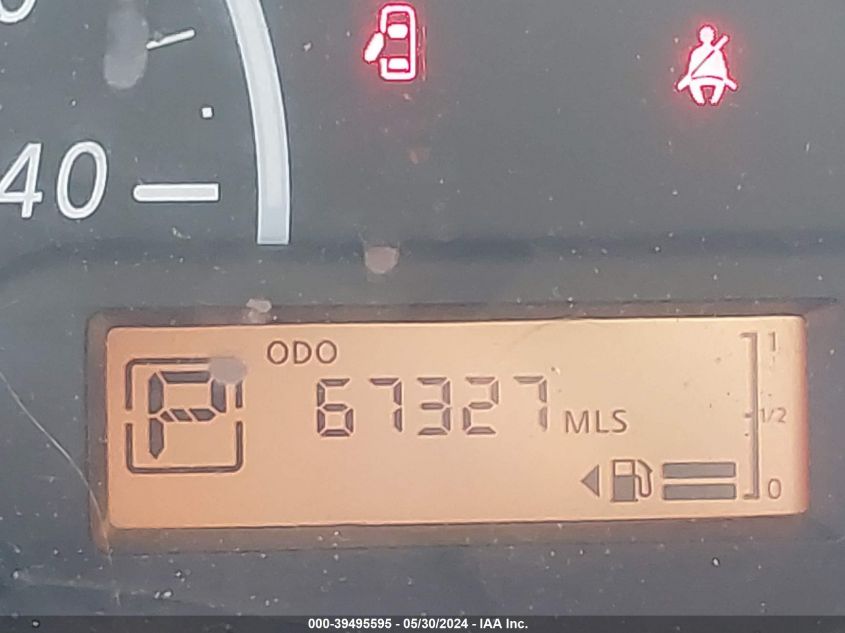 40
ODO
P
67327 MLS
1
1/2
0
000-39495595 - 05/30/2024 - IAA Inc.